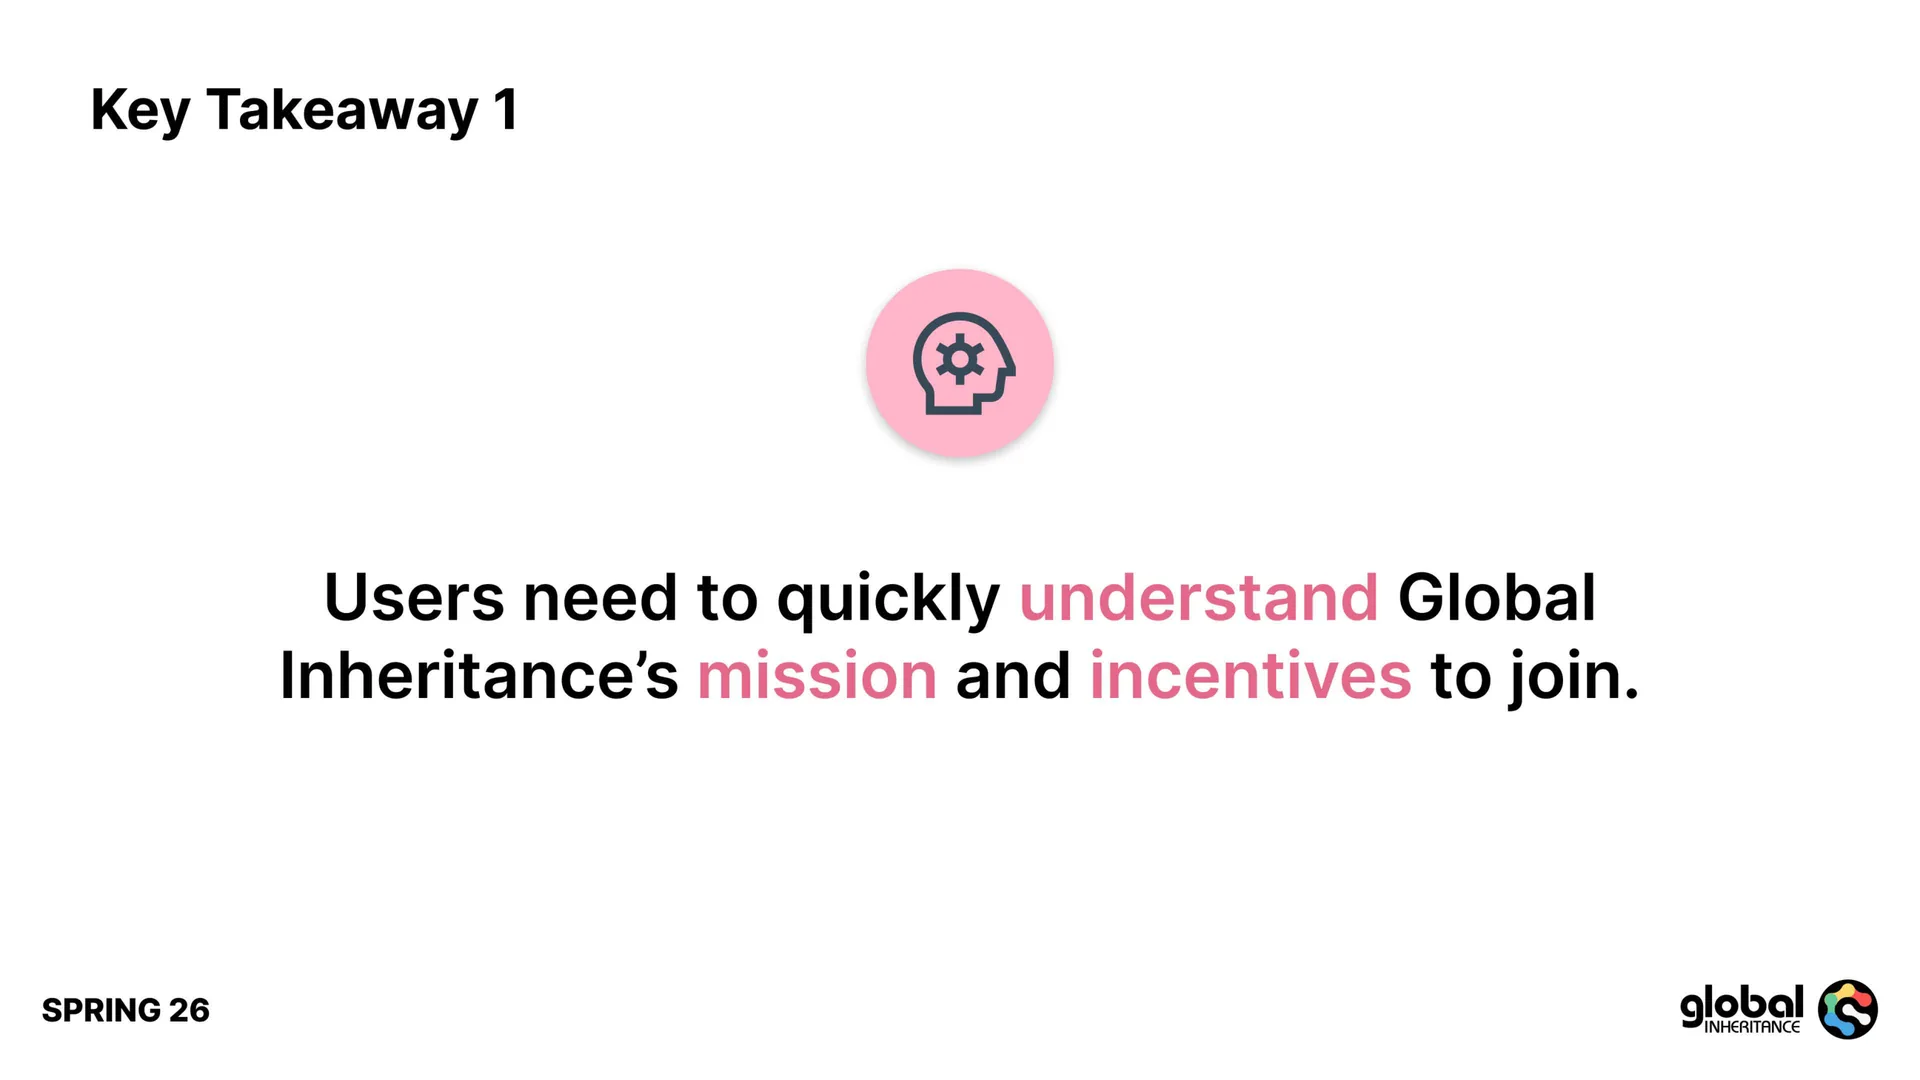 Key Takeaway 1
Users need to quickly understand Global
Inheritance’s mission and incentives to join.
SPRING 26
global
INHERITANCE